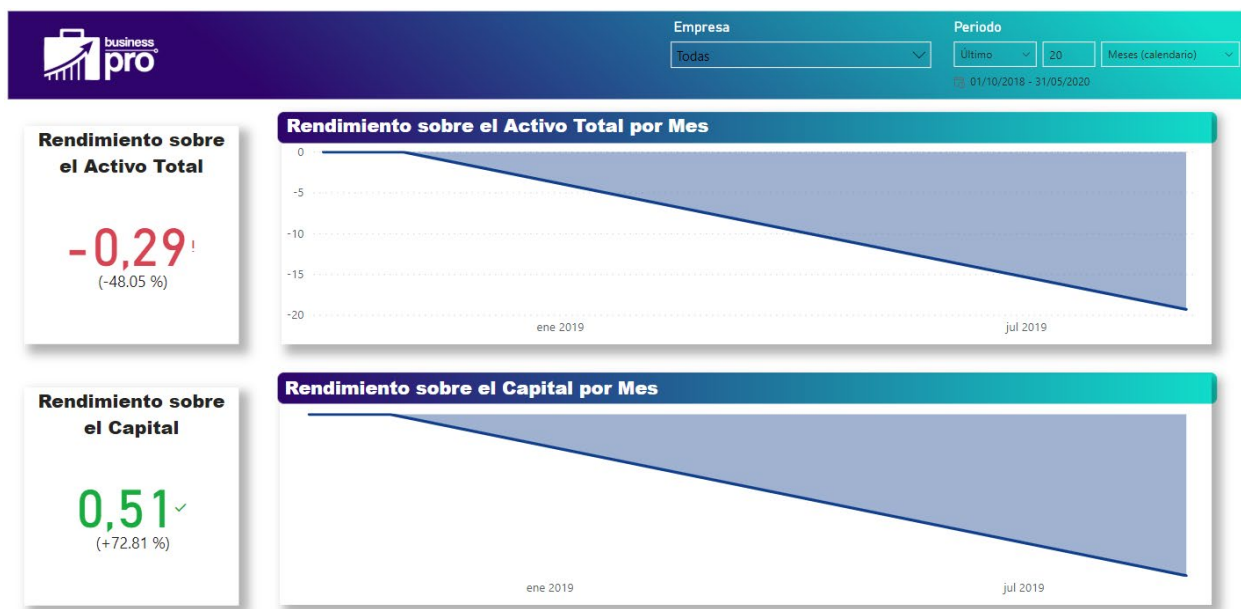 business
pro
Empresa
Todas
Periodo
Último
20
Meses (calendario)
01/10/2018 - 31/05/2020
Rendimiento sobre
el Activo Total
-0,29!
(-48.05 %)
Rendimiento sobre el Activo Total por Mes
0
-5
-10
-15
-20
ene 2019
jul 2019
Rendimiento sobre
el Capital
0,51
(+72.81 %)
Rendimiento sobre el Capital por Mes
ene 2019
jul 2019